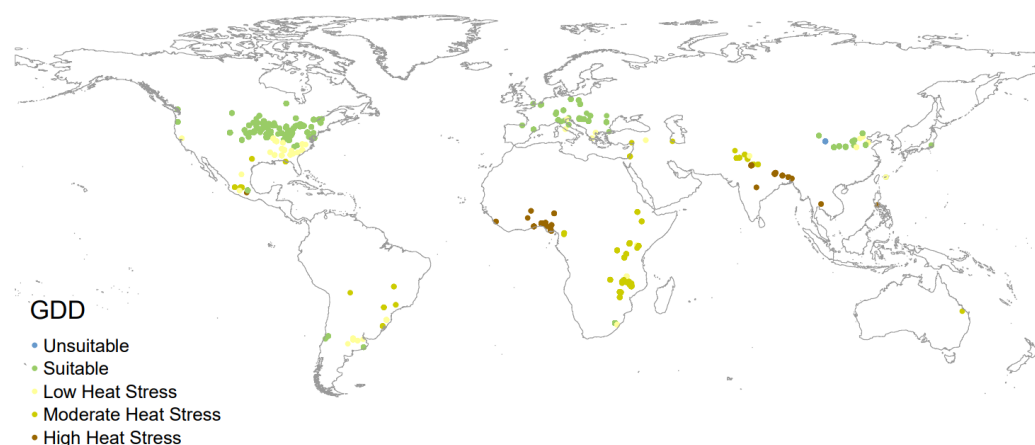 GDD
Unsuitable
Suitable
Low Heat Stress
Moderate Heat Stress
High Heat Stress